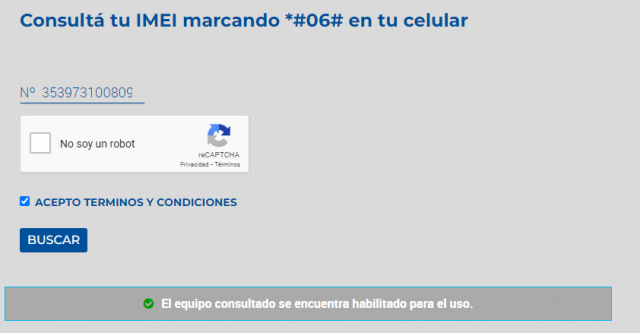 Consultá tu IMEI marcando *#06# en tu celular
Nº 353973100809
No soy un robot
reCAPTCHA
Privacidad - Términos
ACEPTO TERMINOS Y CONDICIONES
BUSCAR
El equipo consultado se encuentra habilitado para el uso.